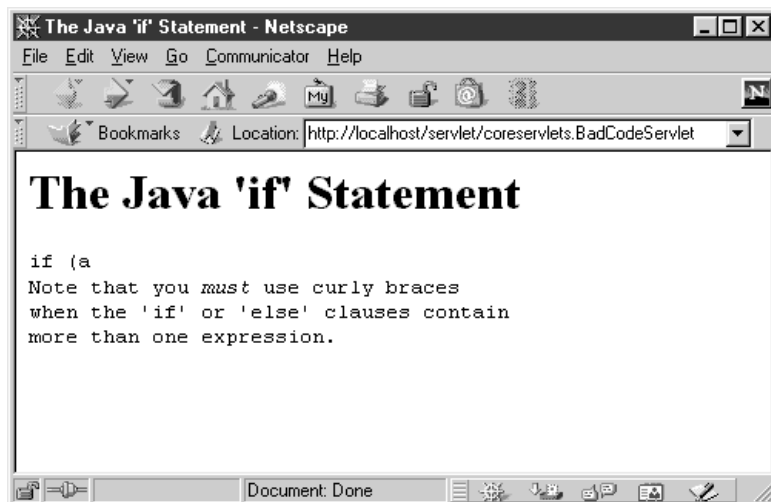 The Java 'if' Statement - Netscape
File Edit View Go Communicator Help
My
N
Bookmarks Location: http://localhost/servlet/coreservlets.BadCodeServlet
The Java 'if' Statement
if (a
Note that you must use curly braces
when the 'if' or 'else' clauses contain
more than one expression.
Document: Done